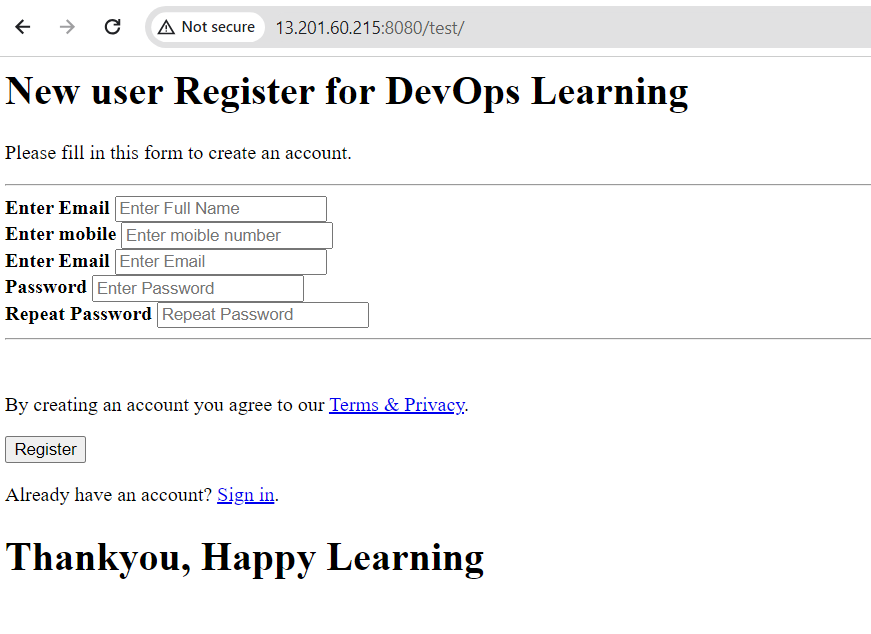 Not secure 13.201.60.215:8080/test/
New user Register for DevOps Learning
Please fill in this form to create an account.
Enter Email Enter Full Name
Enter mobile Enter moible number
Enter Email Enter Email
Password Enter Password
Repeat Password Repeat Password
By creating an account you agree to our Terms & Privacy.
Register
Already have an account? Sign in.
Thankyou, Happy Learning